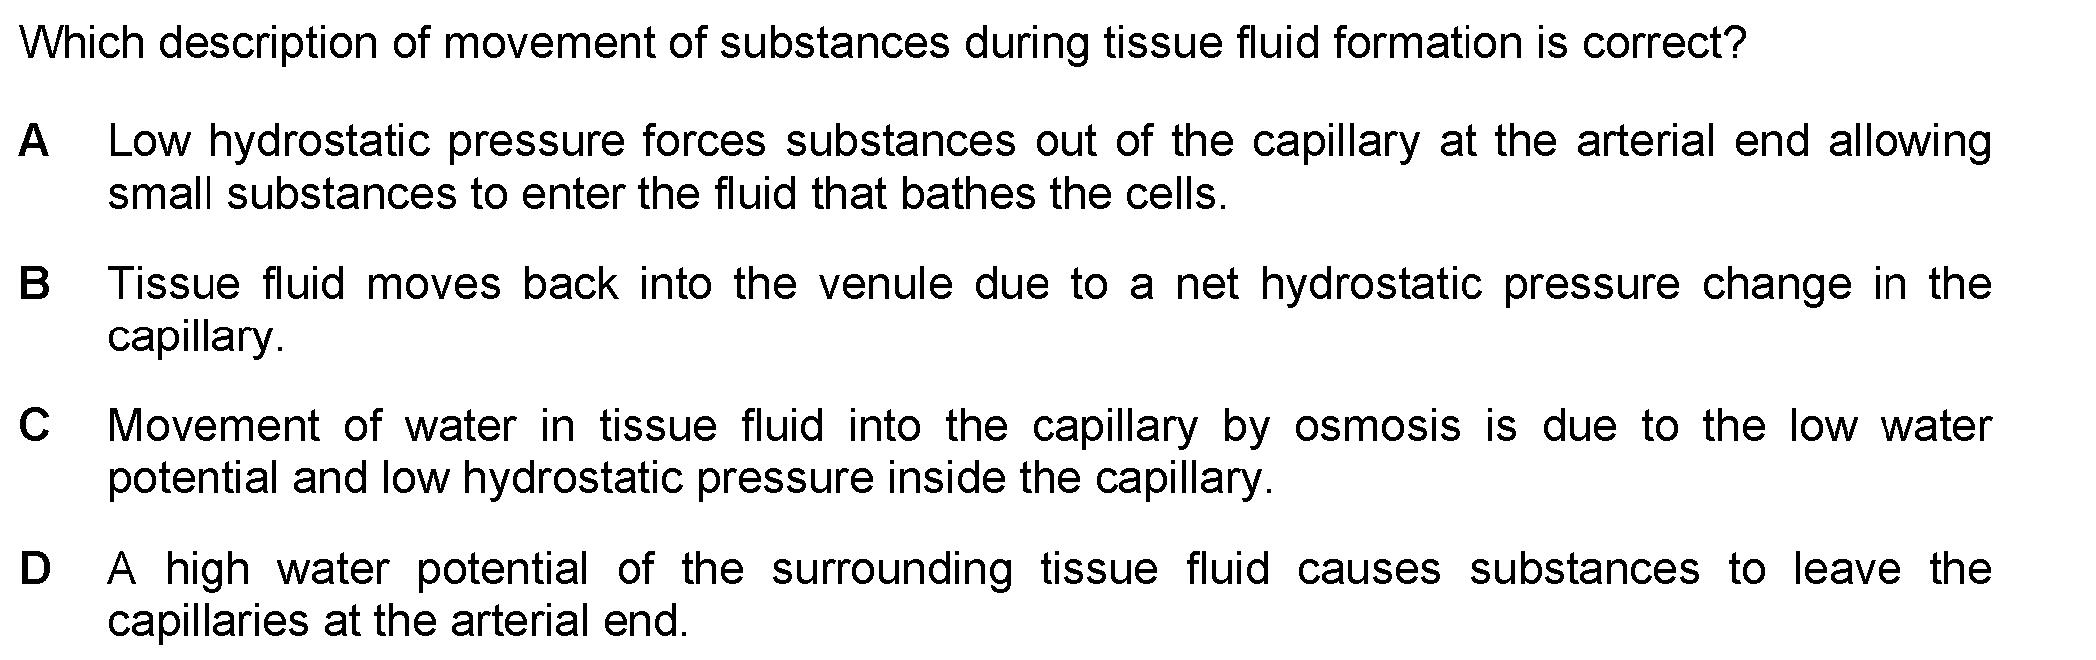 Which description of movement of substances during tissue fluid formation is correct?
A Low hydrostatic pressure forces substances out of the capillary at the arterial end allowing
small substances to enter the fluid that bathes the cells.
B Tissue fluid moves back into the venule due to a net hydrostatic pressure change in the
capillary.
C Movement of water in tissue fluid into the capillary by osmosis is due to the low water
potential and low hydrostatic pressure inside the capillary.
D A high water potential of the surrounding tissue fluid causes substances to leave the
capillaries at the arterial end.